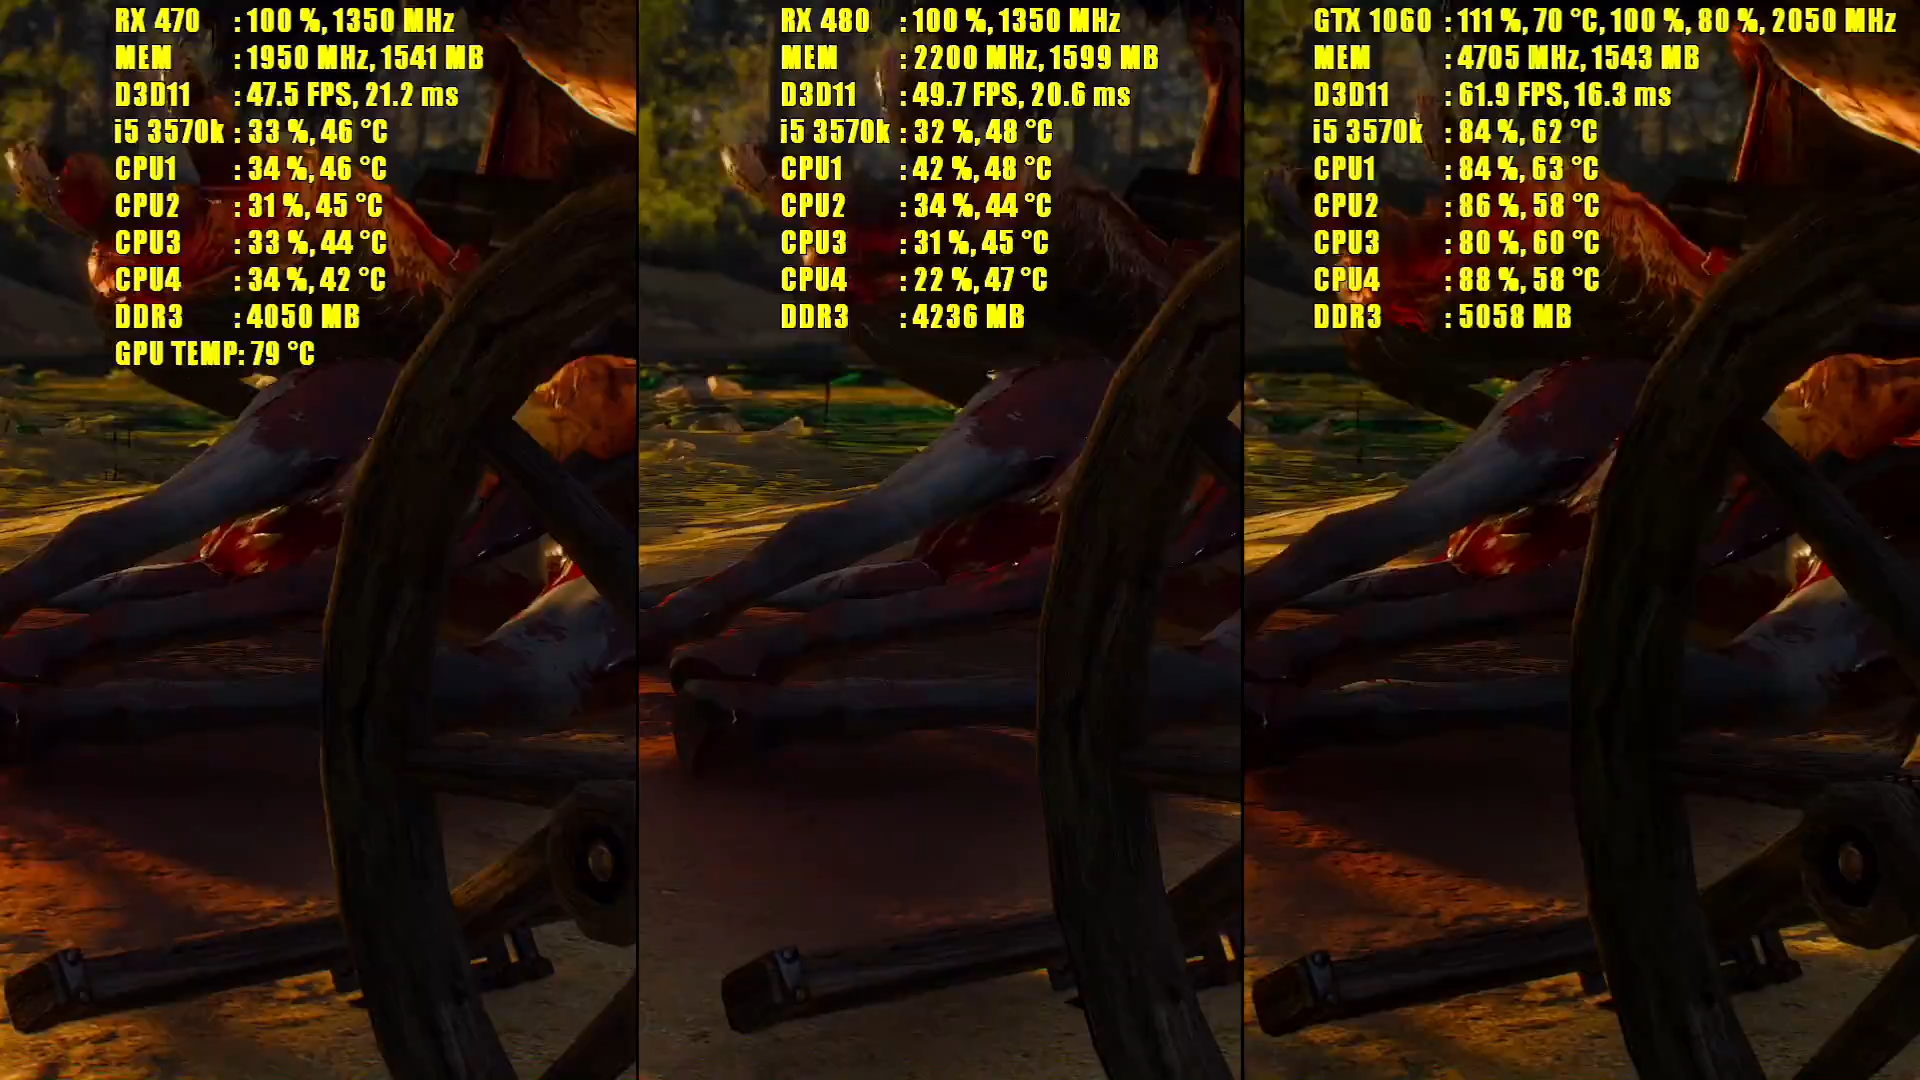 RX 470 : 100 %, 1350 MHz
MEM : 1950 MHz, 1541 MB
D3D11 : 47.5 FPS, 21.2 ms
i5 3570k : 33 %, 46 °C
CPU1 : 34 %, 46 °C
CPU2 : 31 %, 45 °C
CPU3 : 33 %, 44 °C
CPU4 : 34 %, 42 °C
DDR3 : 4050 MB
GPU TEMP: 79 °C
RX 480 : 100 %, 1350 MHz
MEM : 2200 MHz, 1599 MB
D3D11 : 49.7 FPS, 20.6 ms
i5 3570k : 32 %, 48 °C
CPU1 : 42 %, 48 °C
CPU2 : 34 %, 44 °C
CPU3 : 31 %, 45 °C
CPU4 : 22 %, 47 °C
DDR3 : 4236 MB
GTX 1060 : 111 %, 70 °C, 100 %, 80 %, 2050 MHz
MEM : 4705 MHz, 1543 MB
D3D11 : 61.9 FPS, 16.3 ms
i5 3570k : 84 %, 62 °C
CPU1 : 84 %, 63 °C
CPU2 : 86 %, 58 °C
CPU3 : 80 %, 60 °C
CPU4 : 88 %, 58 °C
DDR3 : 5058 MB